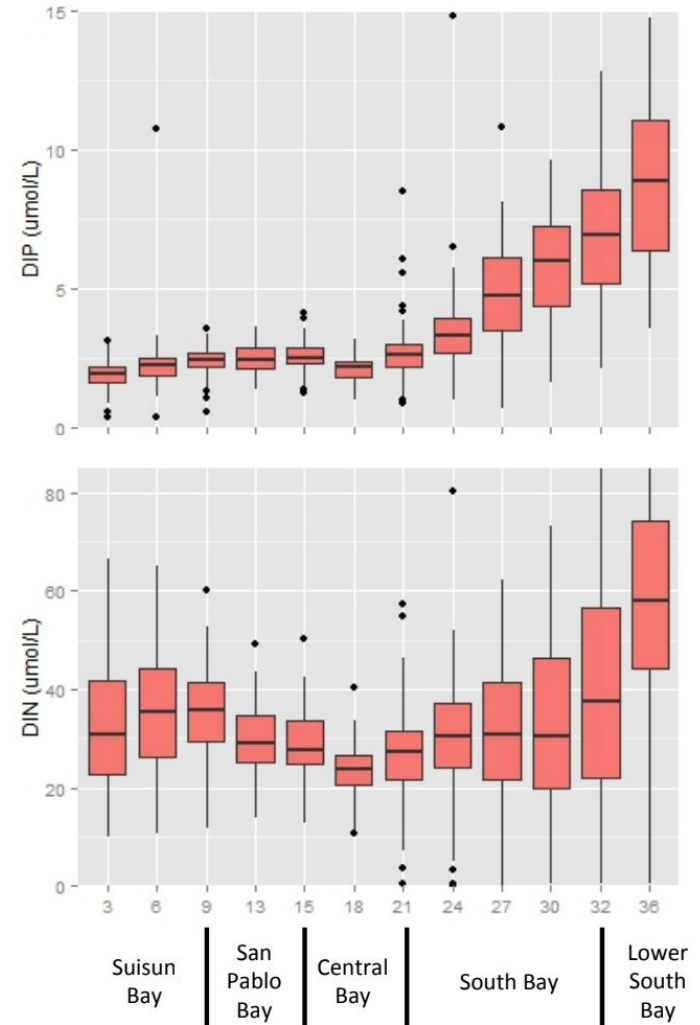 15
10
5
0
DIP (umol/L)
80
60
40
20
0
DIN (umol/L)
3 6 9 13 15 18 21 24 27 30 32 36
Suisun
Bay
San
Pablo
Bay
Central
Bay
South Bay
Lower
South
Bay